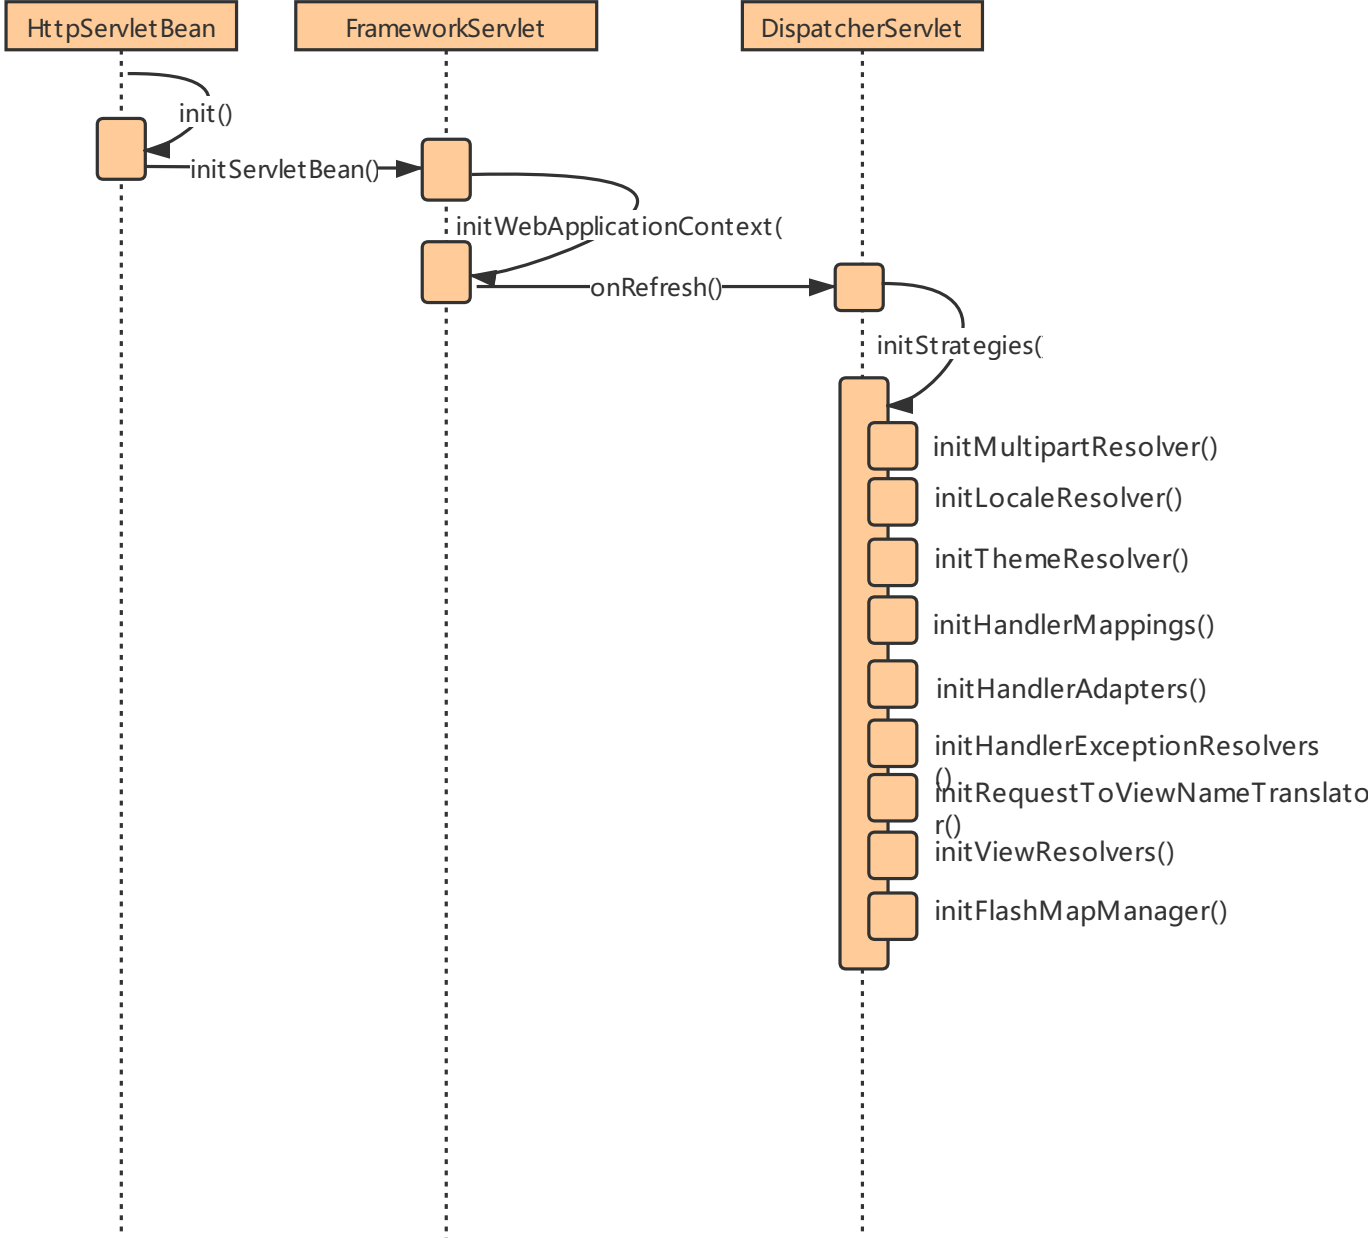 HttpServletBean
FrameworkServlet
DispatcherServlet
init()
initServletBean()
initWebApplicationContext(
onRefresh()
initStrategies(
initMultipartResolver()
initLocaleResolver()
initThemeResolver()
initHandlerMappings()
initHandlerAdapters()
initHandlerExceptionResolvers
()
initRequestToViewNameTranslato
r()
initViewResolvers()
initFlashMapManager()